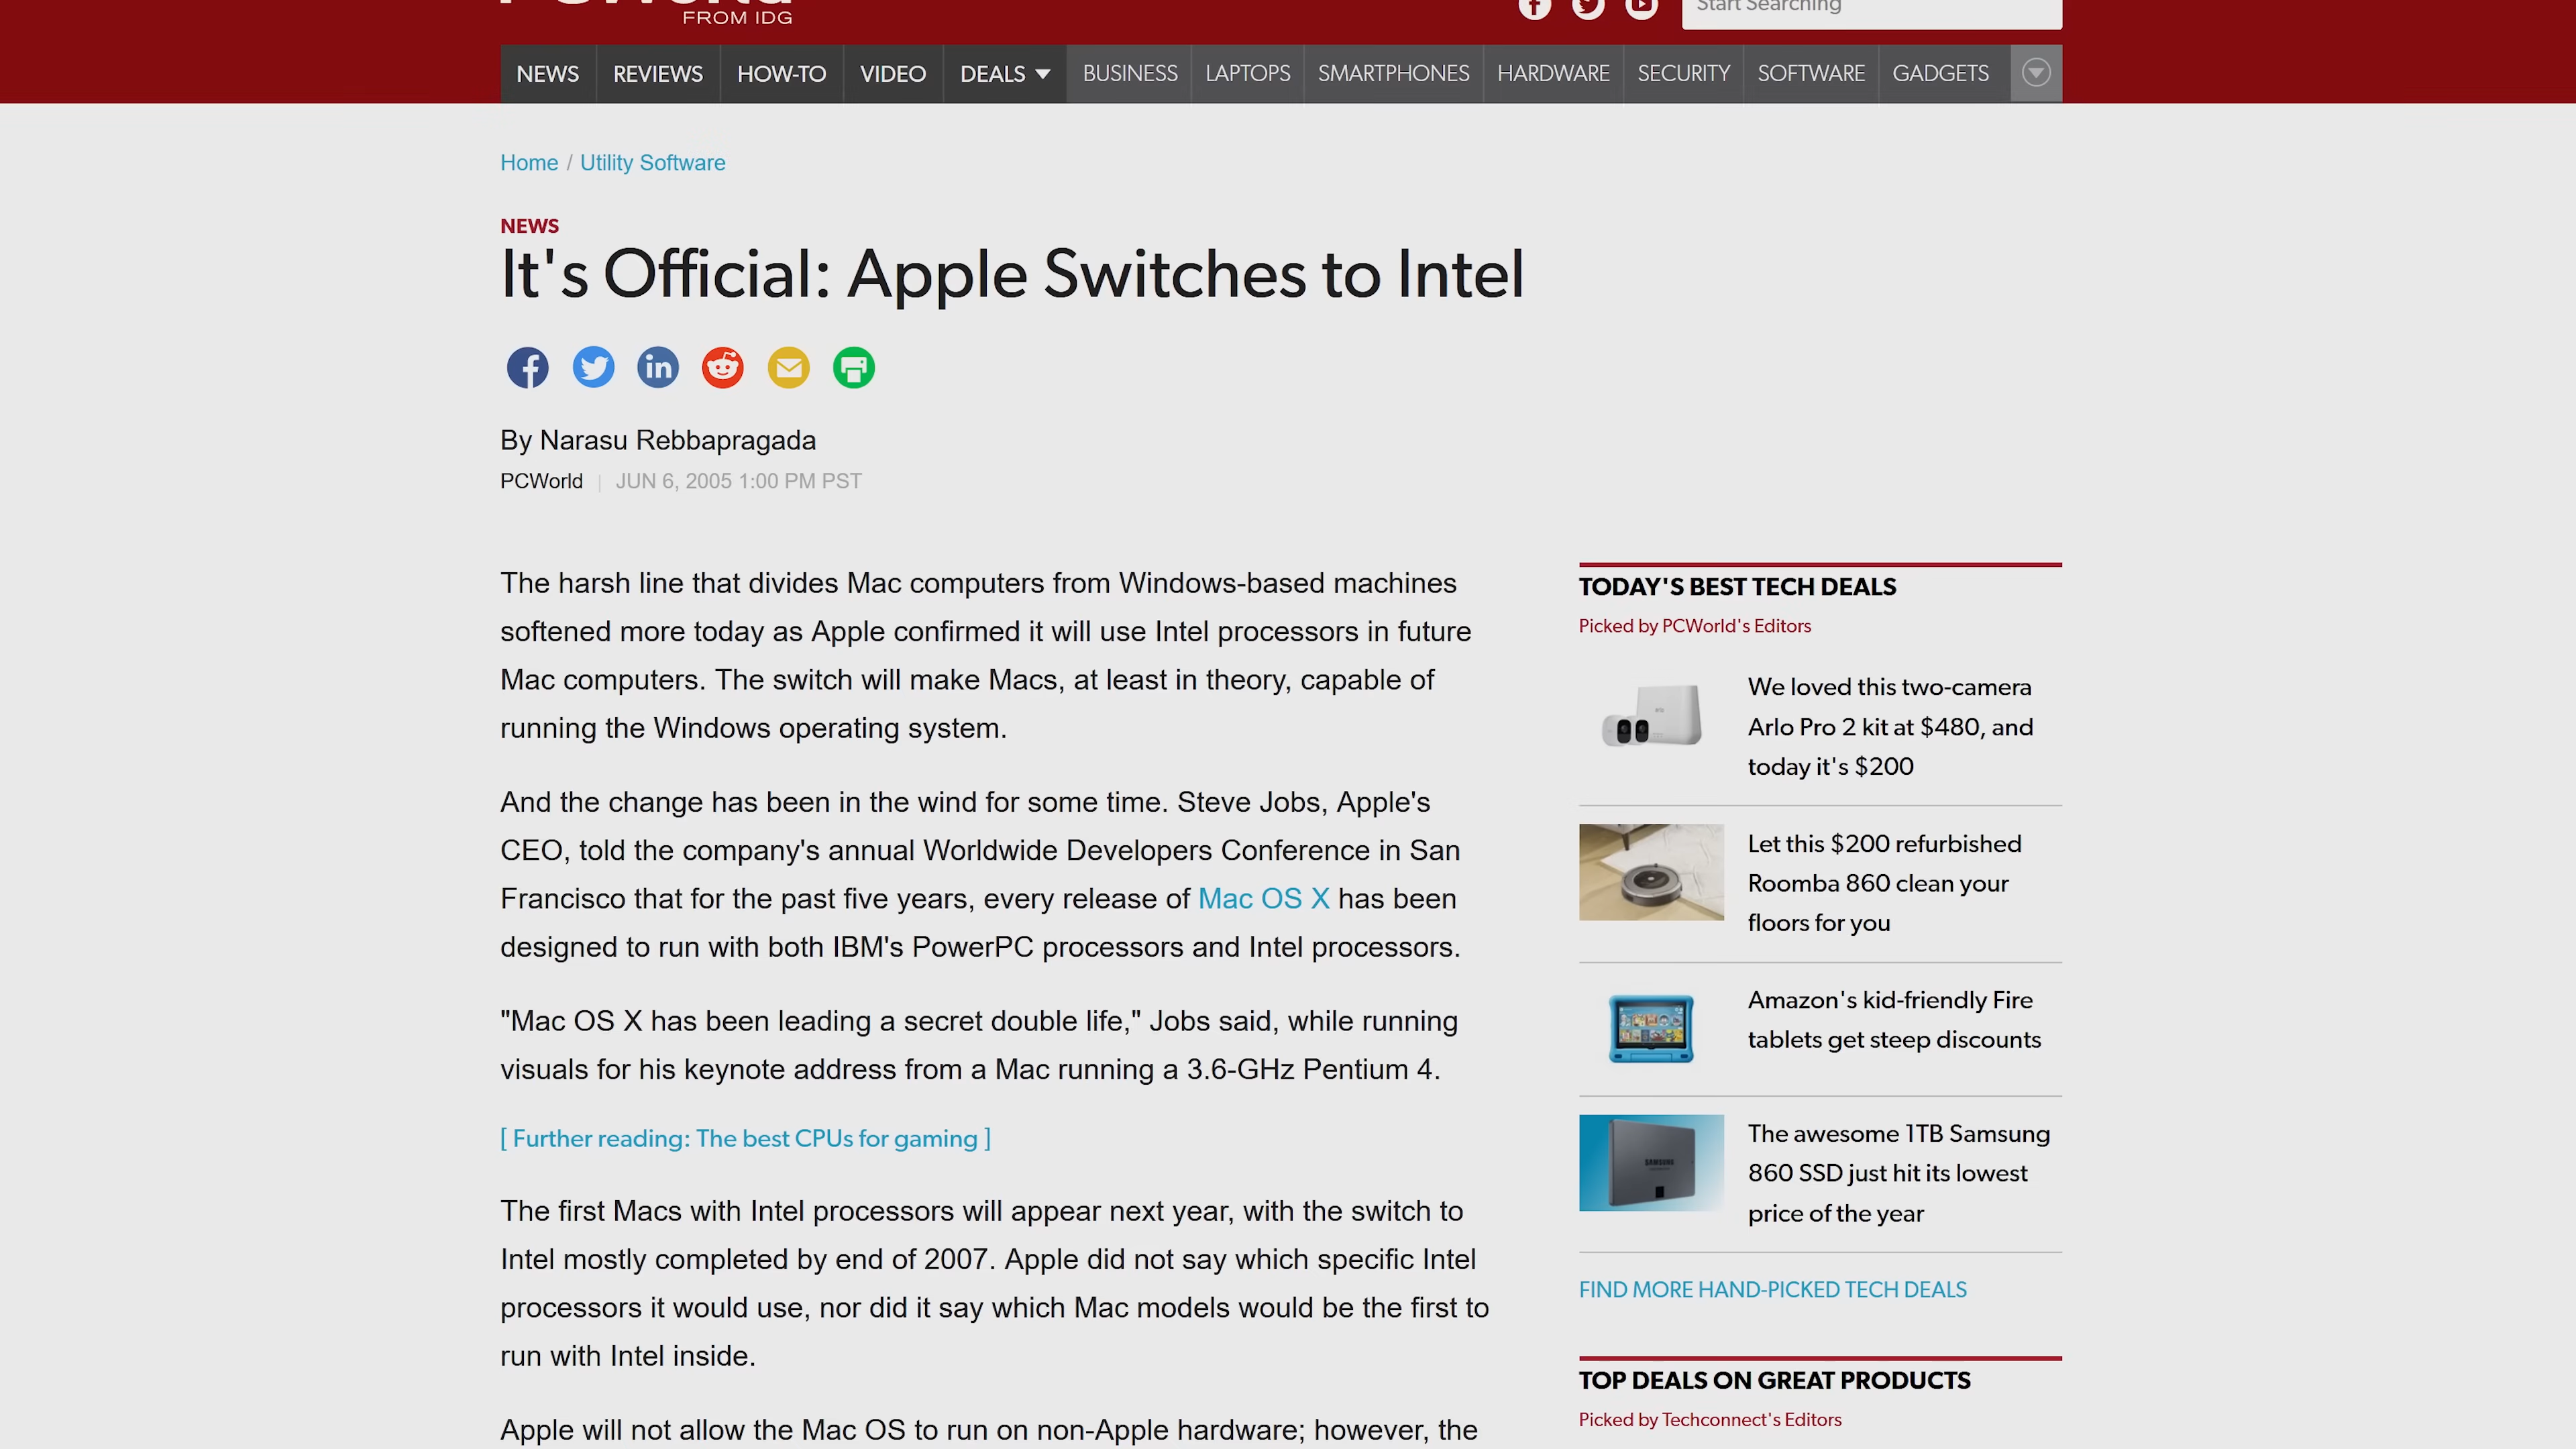 FROM IDG
Start Searching
NEWS
REVIEWS
HOW-TO
VIDEO
DEALS
BUSINESS
LAPTOPS
SMARTPHONES
HARDWARE
SECURITY
SOFTWARE
GADGETS
Home / Utility Software
NEWS
It's Official: Apple Switches to Intel
By Narasu Rebbapragada
PCWorld | JUN 6, 2005 1:00 PM PST
The harsh line that divides Mac computers from Windows-based machines
softened more today as Apple confirmed it will use Intel processors in future
Mac computers. The switch will make Macs, at least in theory, capable of
running the Windows operating system.
And the change has been in the wind for some time. Steve Jobs, Apple's
CEO, told the company's annual Worldwide Developers Conference in San
Francisco that for the past five years, every release of Mac OS X has been
designed to run with both IBM's PowerPC processors and Intel processors.
"Mac OS X has been leading a secret double life," Jobs said, while running
visuals for his keynote address from a Mac running a 3.6-GHz Pentium 4.
[ Further reading: The best CPUs for gaming ]
The first Macs with Intel processors will appear next year, with the switch to
Intel mostly completed by end of 2007. Apple did not say which specific Intel
processors it would use, nor did it say which Mac models would be the first to
run with Intel inside.
Apple will not allow the Mac OS to run on non-Apple hardware; however, the
TODAY'S BEST TECH DEALS
Picked by PCWorld's Editors
We loved this two-camera
Arlo Pro 2 kit at $480, and
today it's $200
Let this $200 refurbished
Roomba 860 clean your
floors for you
Amazon's kid-friendly Fire
tablets get steep discounts
SAMSUNG
The awesome 1TB Samsung
860 SSD just hit its lowest
price of the year
FIND MORE HAND-PICKED TECH DEALS
TOP DEALS ON GREAT PRODUCTS
Picked by Techconnect's Editors